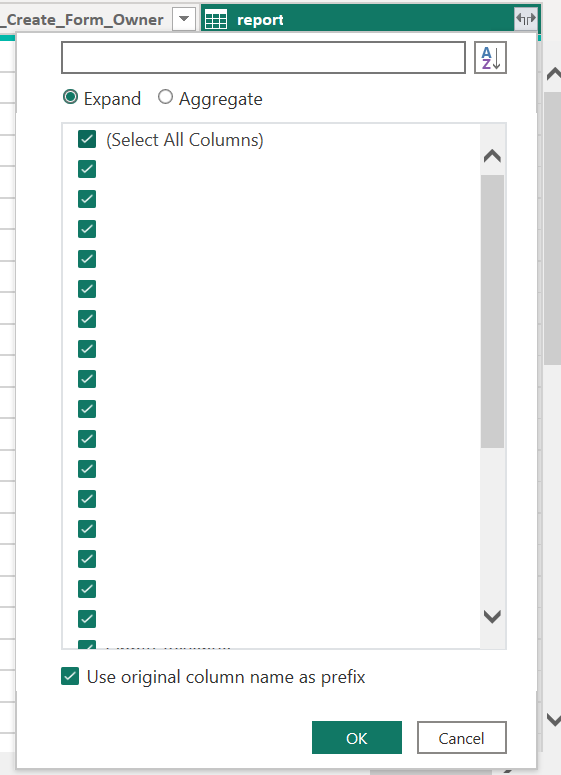 _Create_Form_Owner
report
A
Z
Expand
Aggregate
(Select All Columns)
Use original column name as prefix
OK
Cancel